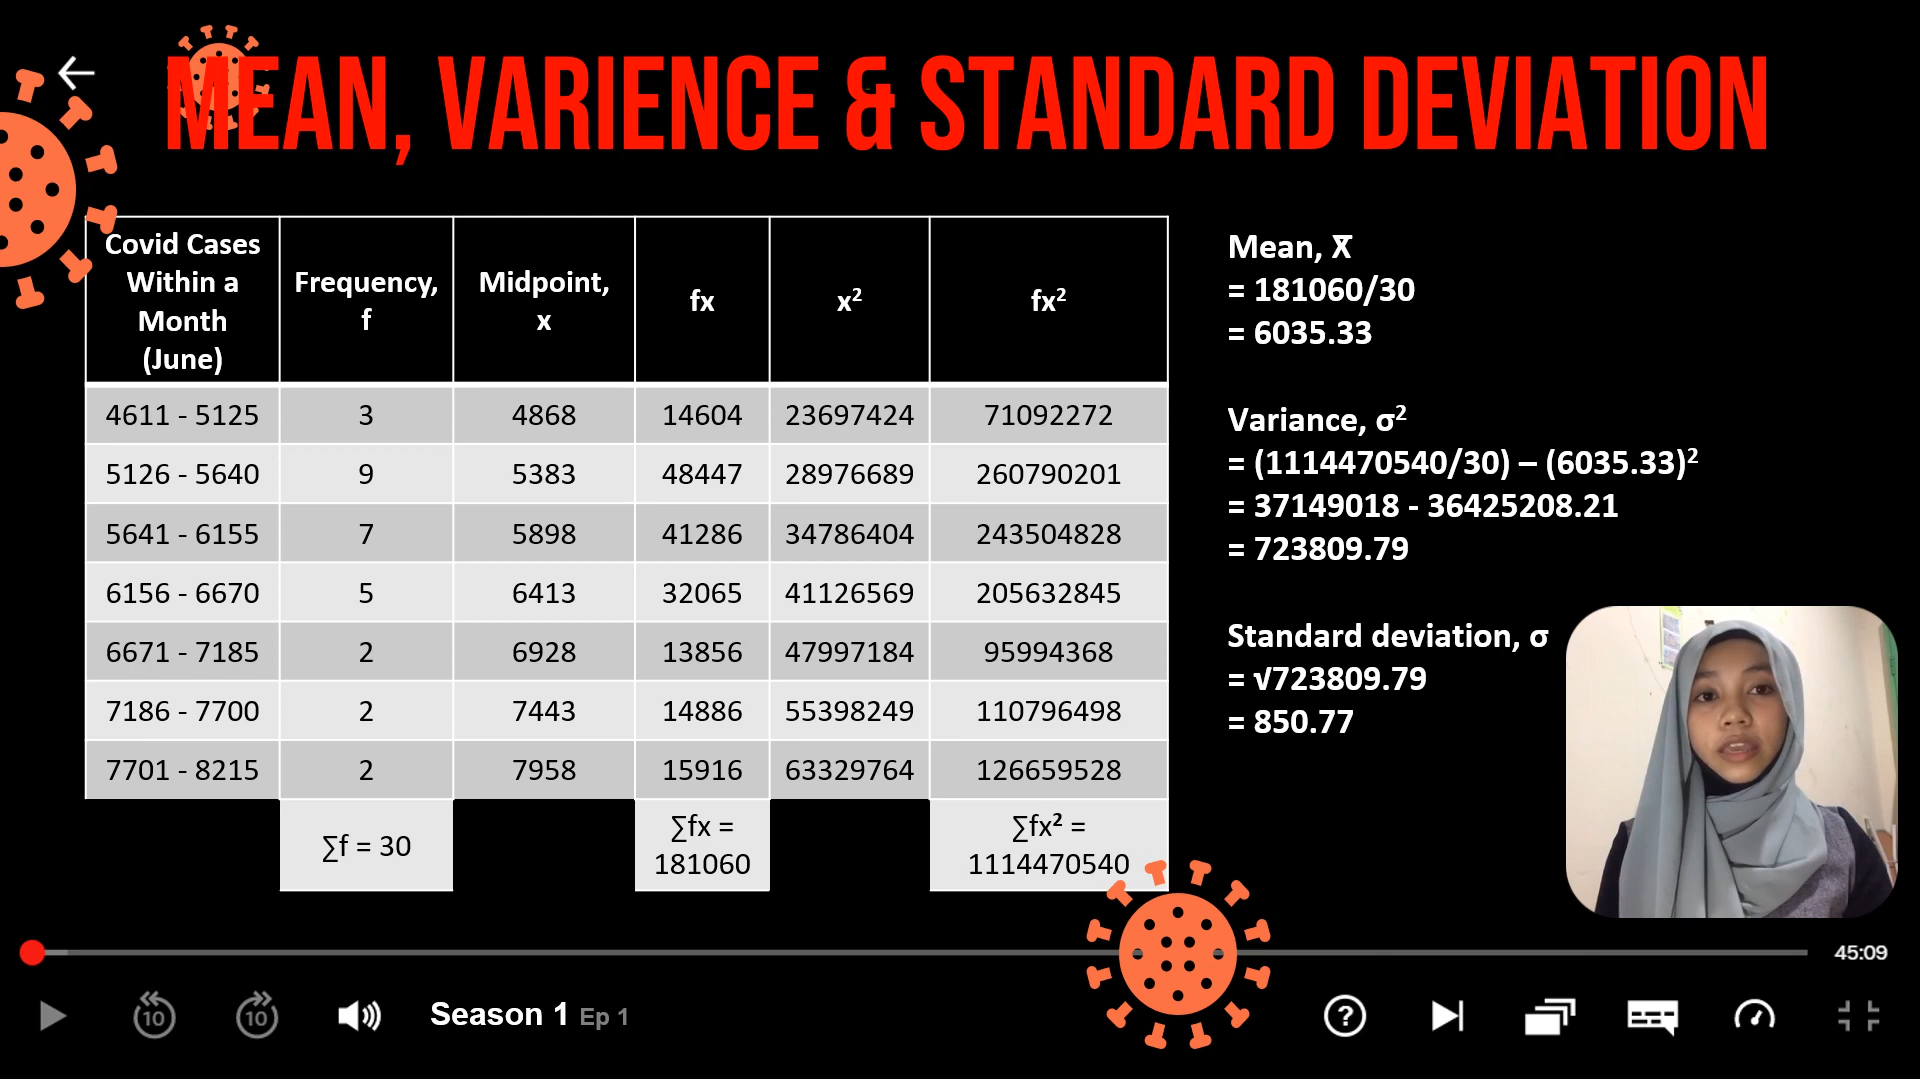 MEAN, VARIENCE & STANDARD DEVIATION
Covid Cases
Within a
Month
(June)
Frequency,
f
Midpoint,
x
fx
x²
fx²
4611 - 5125 3 4868 14604 23697424 71092272
5126 - 5640 9 5383 48447 28976689 260790201
5641 - 6155 7 5898 41286 34786404 243504828
6156 - 6670 5 6413 32065 41126569 205632845
6671 - 7185 2 6928 13856 47997184 95994368
7186 - 7700 2 7443 14886 55398249 110796498
7701 - 8215 2 7958 15916 63329764 126659528
∑f = 30
∑fx =
181060
∑fx² =
1114470540
Mean, X̅
= 181060/30
= 6035.33
Variance, σ²
= (1114470540/30) – (6035.33)²
= 37149018 - 36425208.21
= 723809.79
Standard deviation, σ
= √723809.79
= 850.77
45:09
10
10
Season 1 Ep 1
?